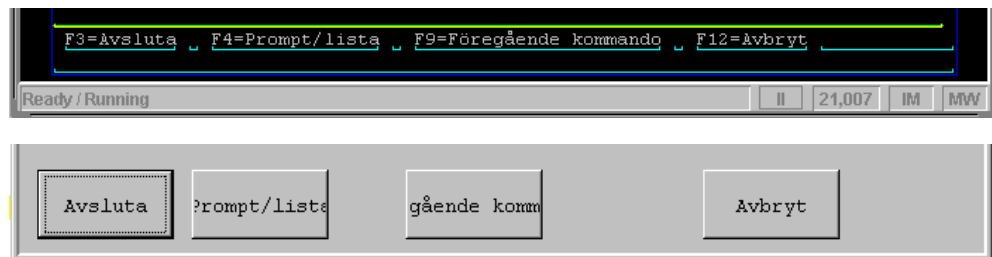 F3=Avsluta F4=Prompt/lista F9=Föregående kommando F12=Avbryt
Ready / Running II 21,007 IM MW
Avsluta Prompt/lista gående komm Avbryt